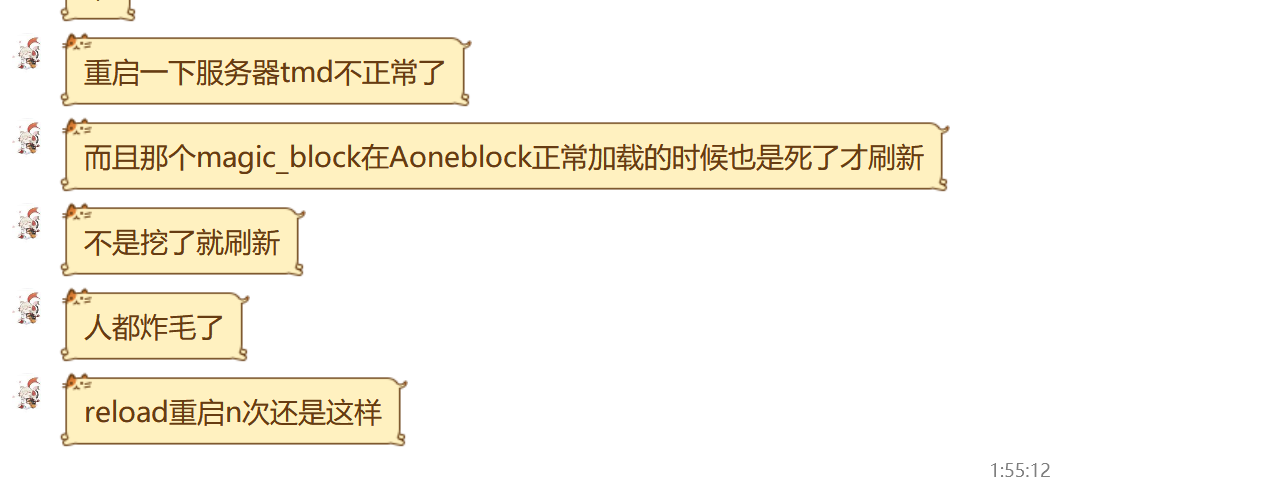 重启一下服务器tmd不正常了
而且那个magic_block在Aoneblock正常加载的时候也是死了才刷新
不是挖了就刷新
人都炸毛了
reload重启n次还是这样
1:55:12